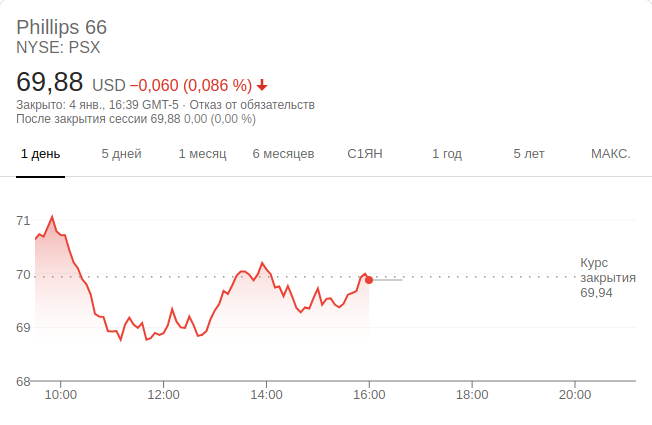 Phillips 66
NYSE: PSX
69,88 USD −0,060 (0,086 %)
Закрыто: 4 янв., 16:39 GMT-5 · Отказ от обязательств
После закрытия сессии 69,88 0,00 (0,00 %)
1 день 5 дней 1 месяц 6 месяцев С1ЯН 1 год 5 лет МАКС.
71
70
69
68
Курс
закрытия
69,94
10:00 12:00 14:00 16:00 18:00 20:00